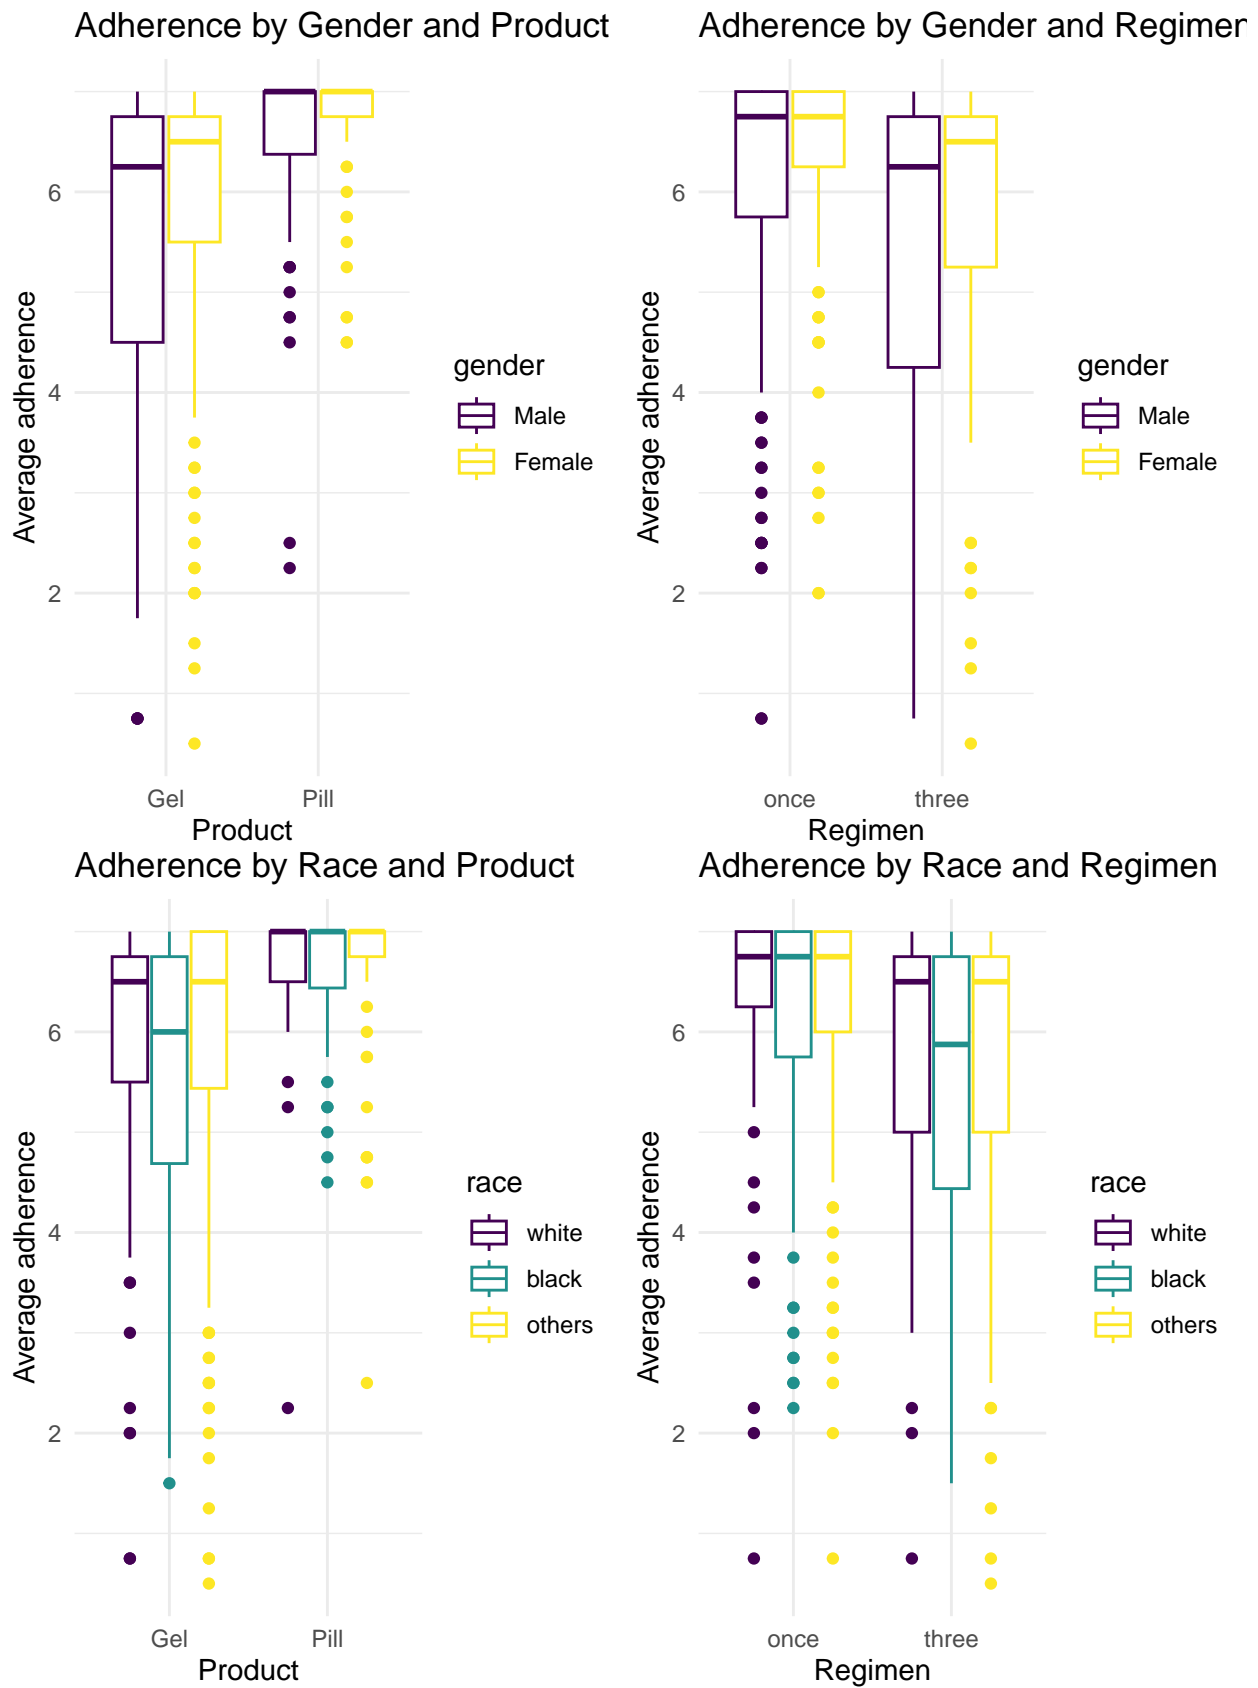 Adherence by Gender and Product
Average adherence
6
4
2
Gel Pill
Product
gender
Male
Female
Adherence by Gender and Regimen
Average adherence
6
4
2
once three
Regimen
gender
Male
Female
Adherence by Race and Product
Average adherence
6
4
2
Gel Pill
Product
race
white
black
others
Adherence by Race and Regimen
Average adherence
6
4
2
once three
Regimen
race
white
black
others